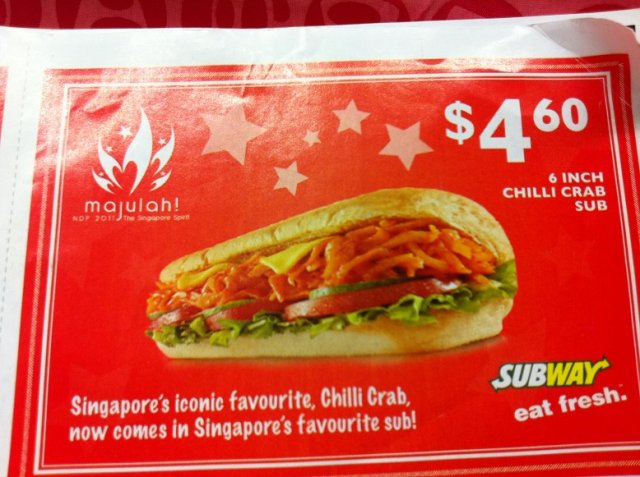 majulah!
NDP 2011 The Singapore Spirit
$4.60
6 INCH
CHILLI CRAB
SUB
SUBWAY
eat fresh.
Singapore's iconic favourite, Chilli Crab,
now comes in Singapore's favourite sub!